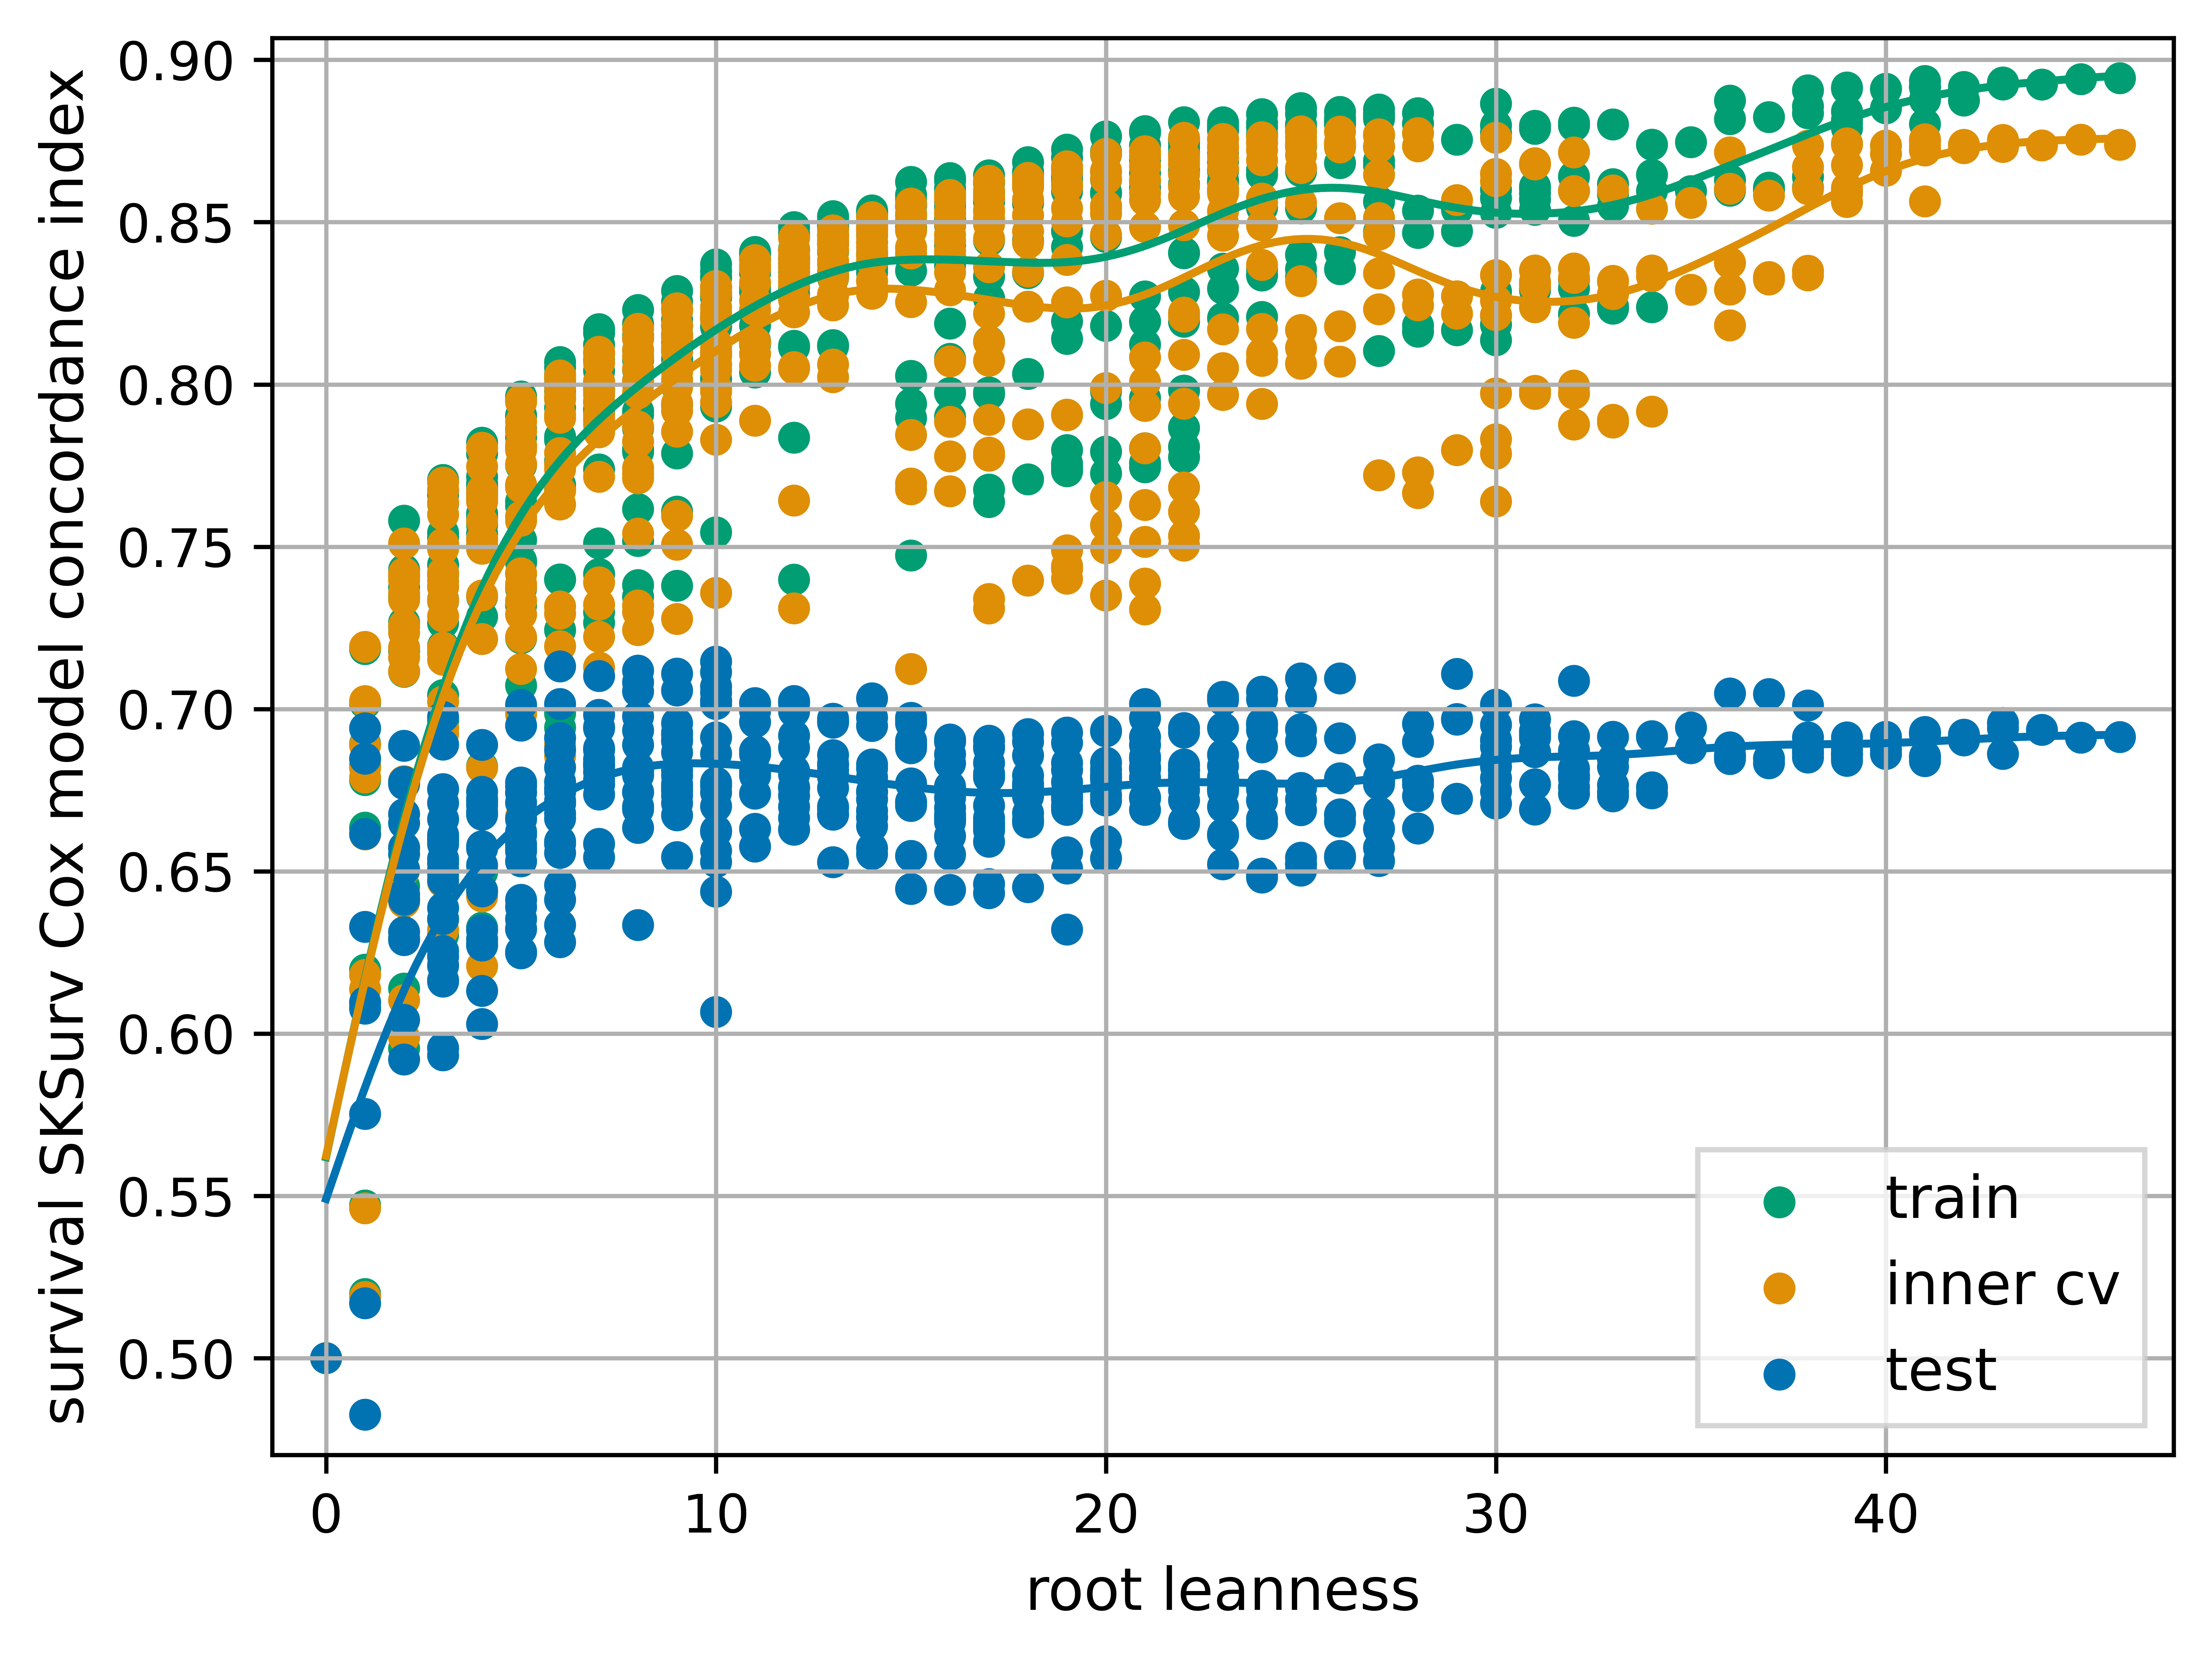 survival SKSurv Cox model concordance index
0.90
0.85
0.80
0.75
0.70
0.65
0.60
0.55
0.50
train
inner cv
test
0 10 20 30 40
root leanness